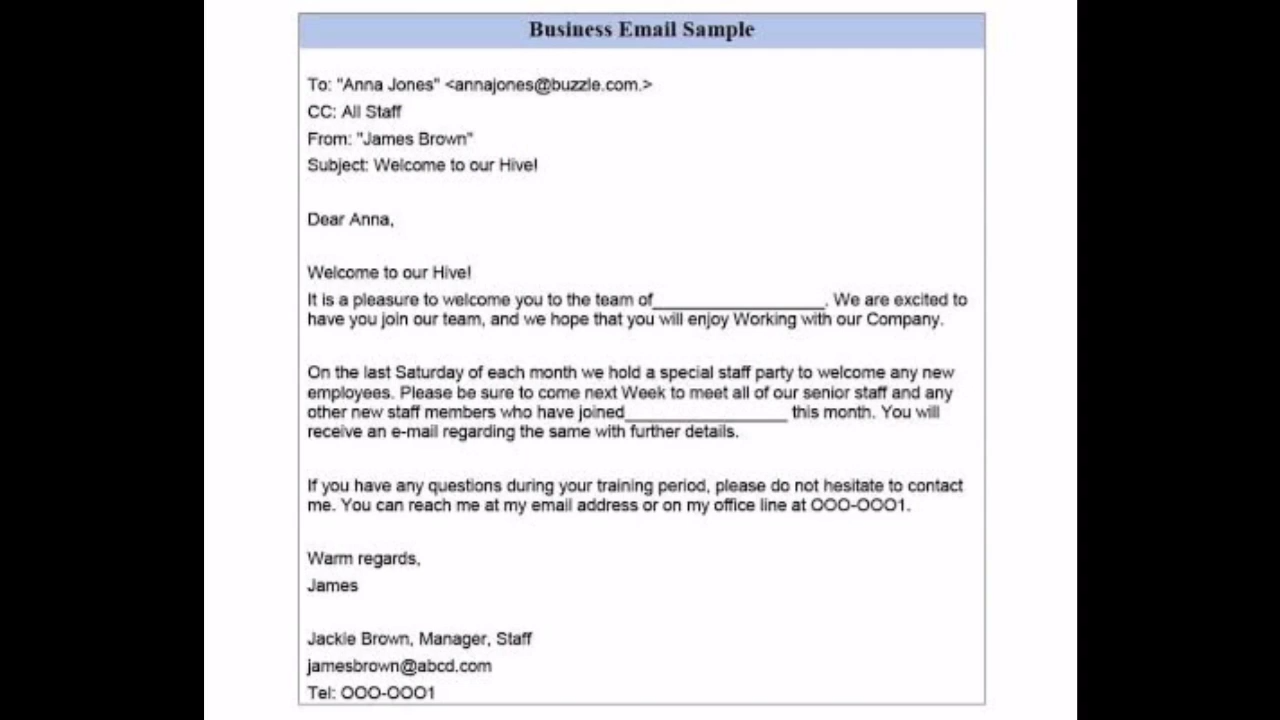 Business Email Sample
To: "Anna Jones" <annajones@buzzle.com.>
CC: All Staff
From: "James Brown"
Subject: Welcome to our Hive!
Dear Anna,
Welcome to our Hive!
It is a pleasure to welcome you to the team of___________________. We are excited to
have you join our team, and we hope that you will enjoy Working with our Company.
On the last Saturday of each month we hold a special staff party to welcome any new
employees. Please be sure to come next Week to meet all of our senior staff and any
other new staff members who have joined__________________ this month. You will
receive an e-mail regarding the same with further details.
If you have any questions during your training period, please do not hesitate to contact
me. You can reach me at my email address or on my office line at OOO-OOO1.
Warm regards,
James
Jackie Brown, Manager, Staff
jamesbrown@abcd.com
Tel: OOO-OOO1